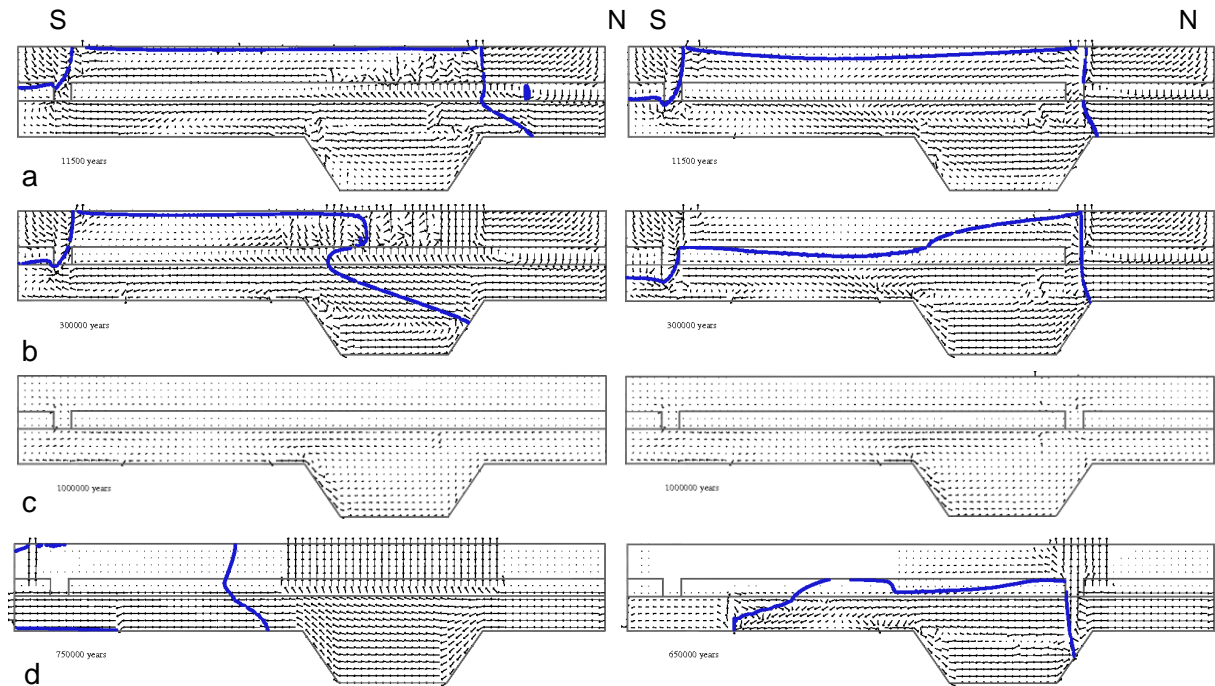 S N S N
11500 years 11500 years
a
300000 years 300000 years
b
1000000 years 1000000 years
c
750000 years 650000 years
d